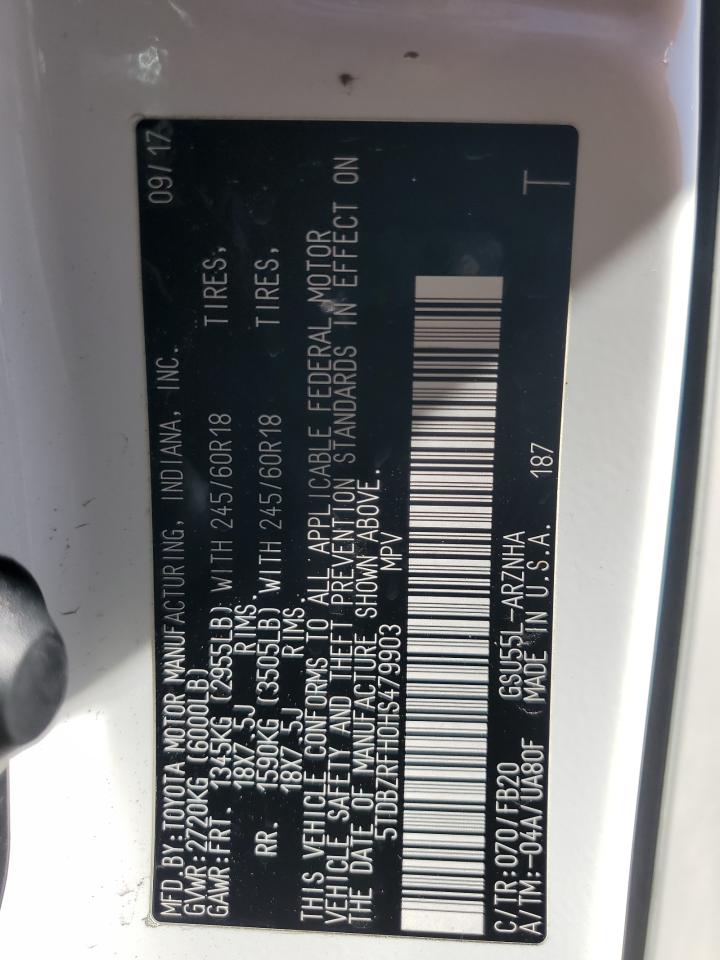 MFD.BY:TOYOTA MOTOR MANUFACTURING, INDIANA, INC. 09/17
GVWR:2720KG (6000LB)
GAWR:FRT. 1345KG (2955LB) WITH 245/60R18 TIRES,
18X7.5J RIMS.
RR. 1590KG (3505LB) WITH 245/60R18 TIRES,
18X7.5J RIMS.
THIS VEHICLE CONFORMS TO ALL APPLICABLE FEDERAL MOTOR
VEHICLE SAFETY AND THEFT PREVENTION STANDARDS IN EFFECT ON
THE DATE OF MANUFACTURE SHOWN ABOVE.
5TDBZRFH0HS479903 MPV
C/TR:070/FB20 GSU55L-ARZNHA T
A/TM:-04A/UA80F MADE IN U.S.A. 187